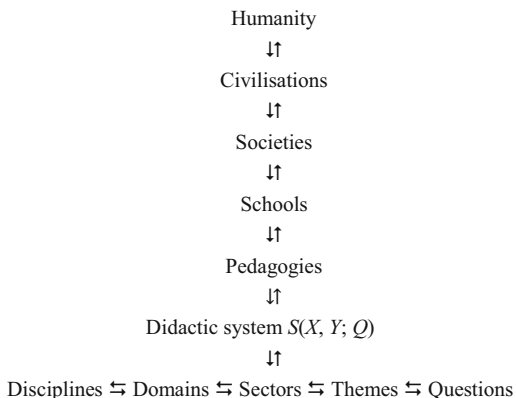 Humanity
⇃↾
Civilisations
⇃↾
Societies
⇃↾
Schools
⇃↾
Pedagogies
⇃↾
Didactic system S(X, Y; Q)
⇃↾
Disciplines ⇆ Domains ⇆ Sectors ⇆ Themes ⇆ Questions